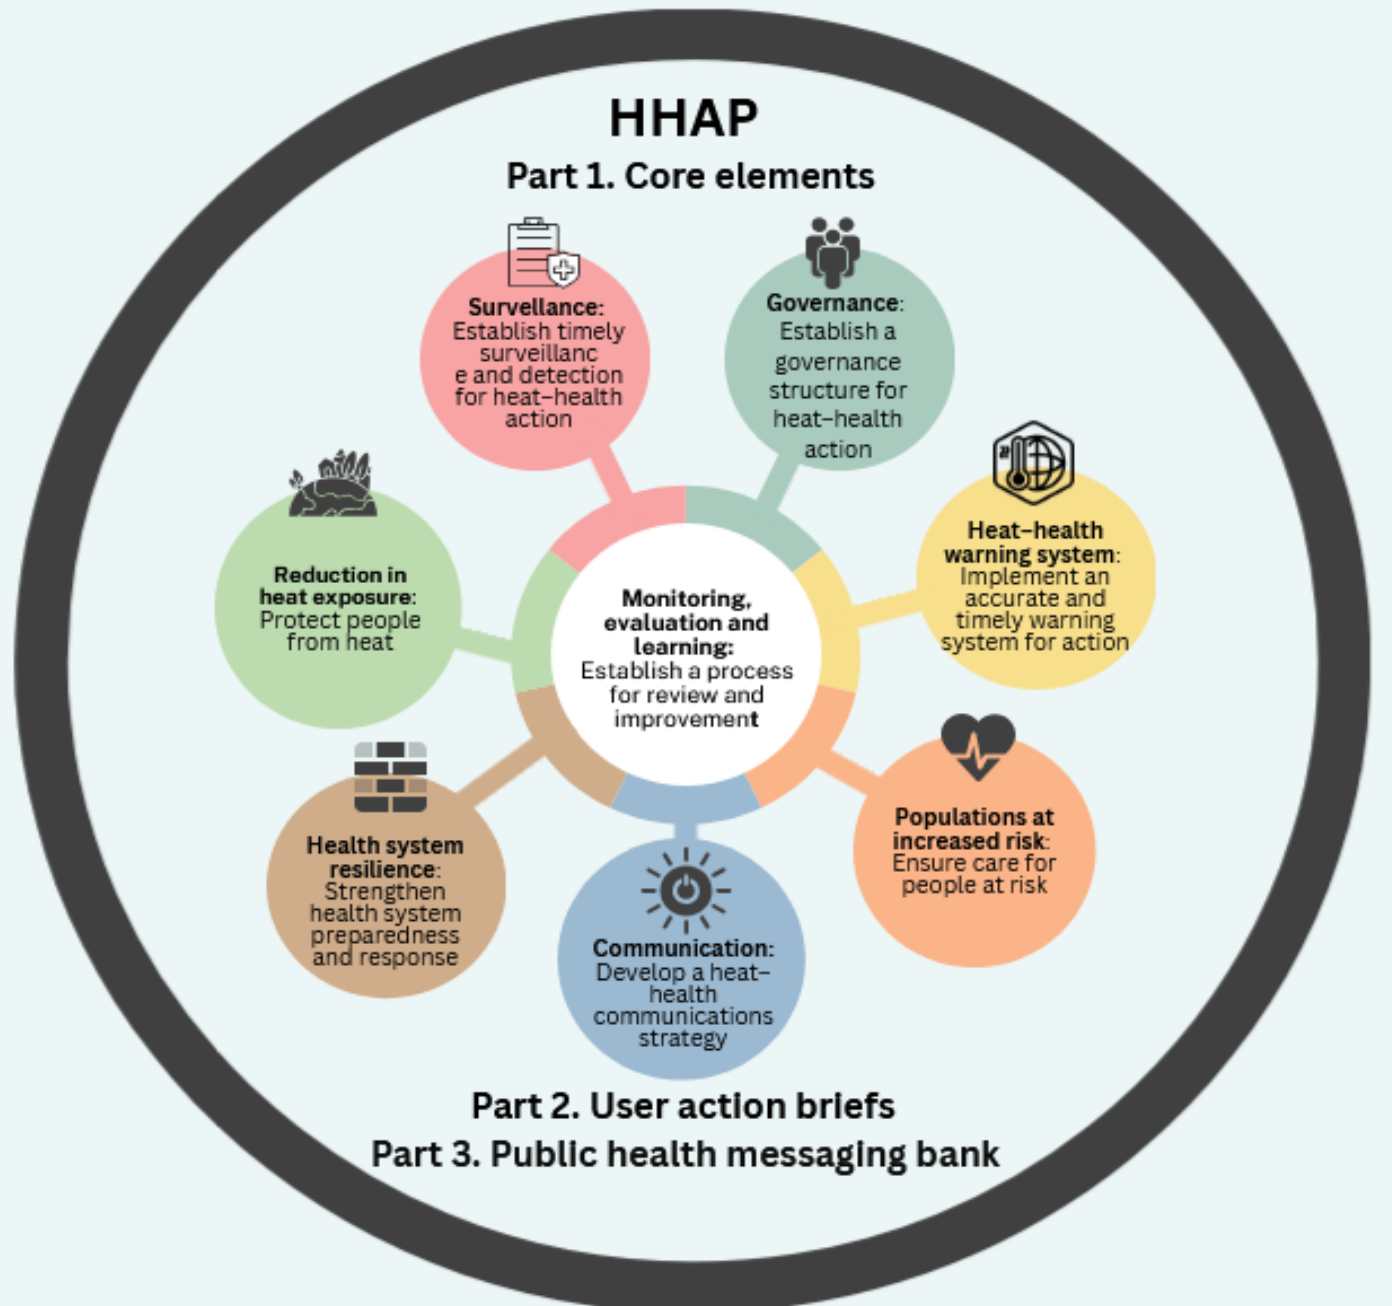 HHAP
Part 1. Core elements
Survellance:
Establish timely
surveillanc
e and detection
for heat–health
action
Governance:
Establish a
governance
structure for
heat–health
action
Heat–health
warning system:
Implement an
accurate and
timely warning
system for action
Reduction in
heat exposure:
Protect people
from heat
Monitoring,
evaluation and
learning:
Establish a process
for review and
improvement
Populations at
increased risk:
Ensure care for
people at risk
Health system
resilience:
Strengthen
health system
preparedness
and response
Communication:
Develop a heat–
health
communications
strategy
Part 2. User action briefs
Part 3. Public health messaging bank